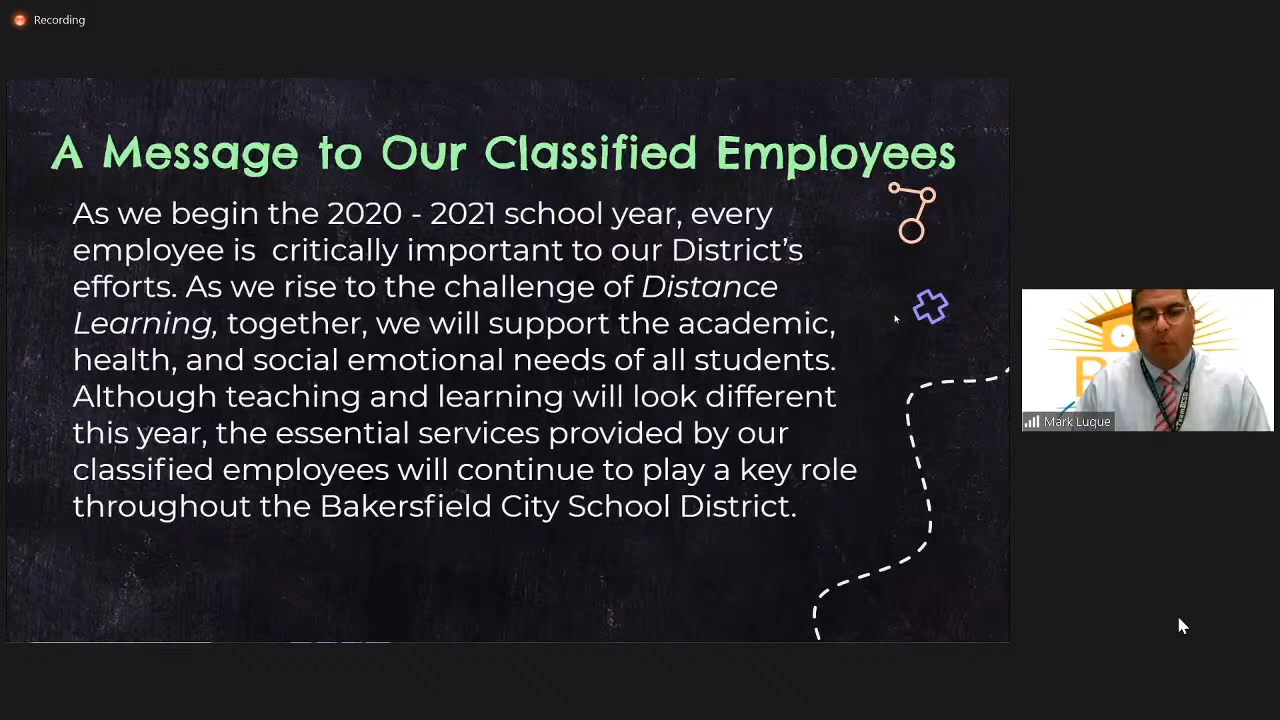 Recording
A Message to Our Classified Employees
As we begin the 2020 - 2021 school year, every
employee is  critically important to our District's
efforts. As we rise to the challenge of Distance
Learning, together, we will support the academic,
health, and social emotional needs of all students.
Although teaching and learning will look different
this year, the essential services provided by our
classified employees will continue to play a key role
throughout the Bakersfield City School District.
Mark Luque